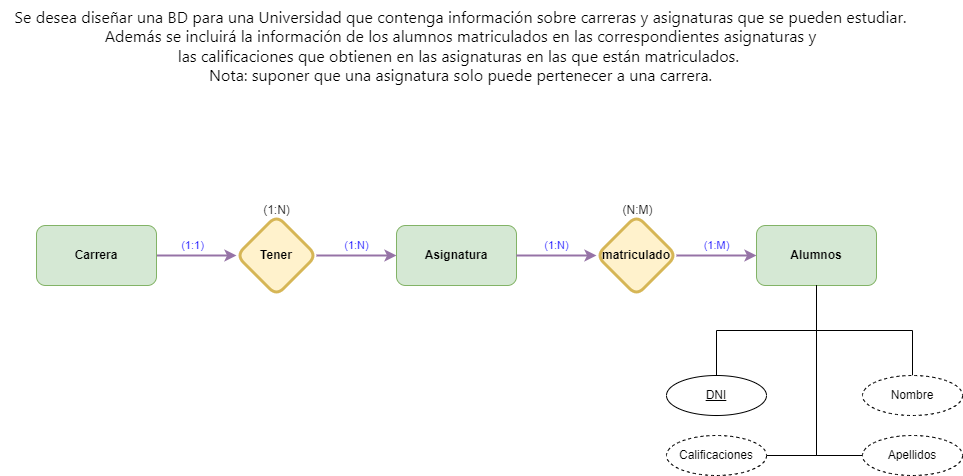 Se desea diseñar una BD para una Universidad que contenga información sobre carreras y asignaturas que se pueden estudiar.
Además se incluirá la información de los alumnos matriculados en las correspondientes asignaturas y
las calificaciones que obtienen en las asignaturas en las que están matriculados.
Nota: suponer que una asignatura solo puede pertenecer a una carrera.
(1:N)
(N:M)
Carrera
(1:1)
Tener
(1:N)
Asignatura
(1:N)
matriculado
(1:M)
Alumnos
DNI
Nombre
Calificaciones
Apellidos